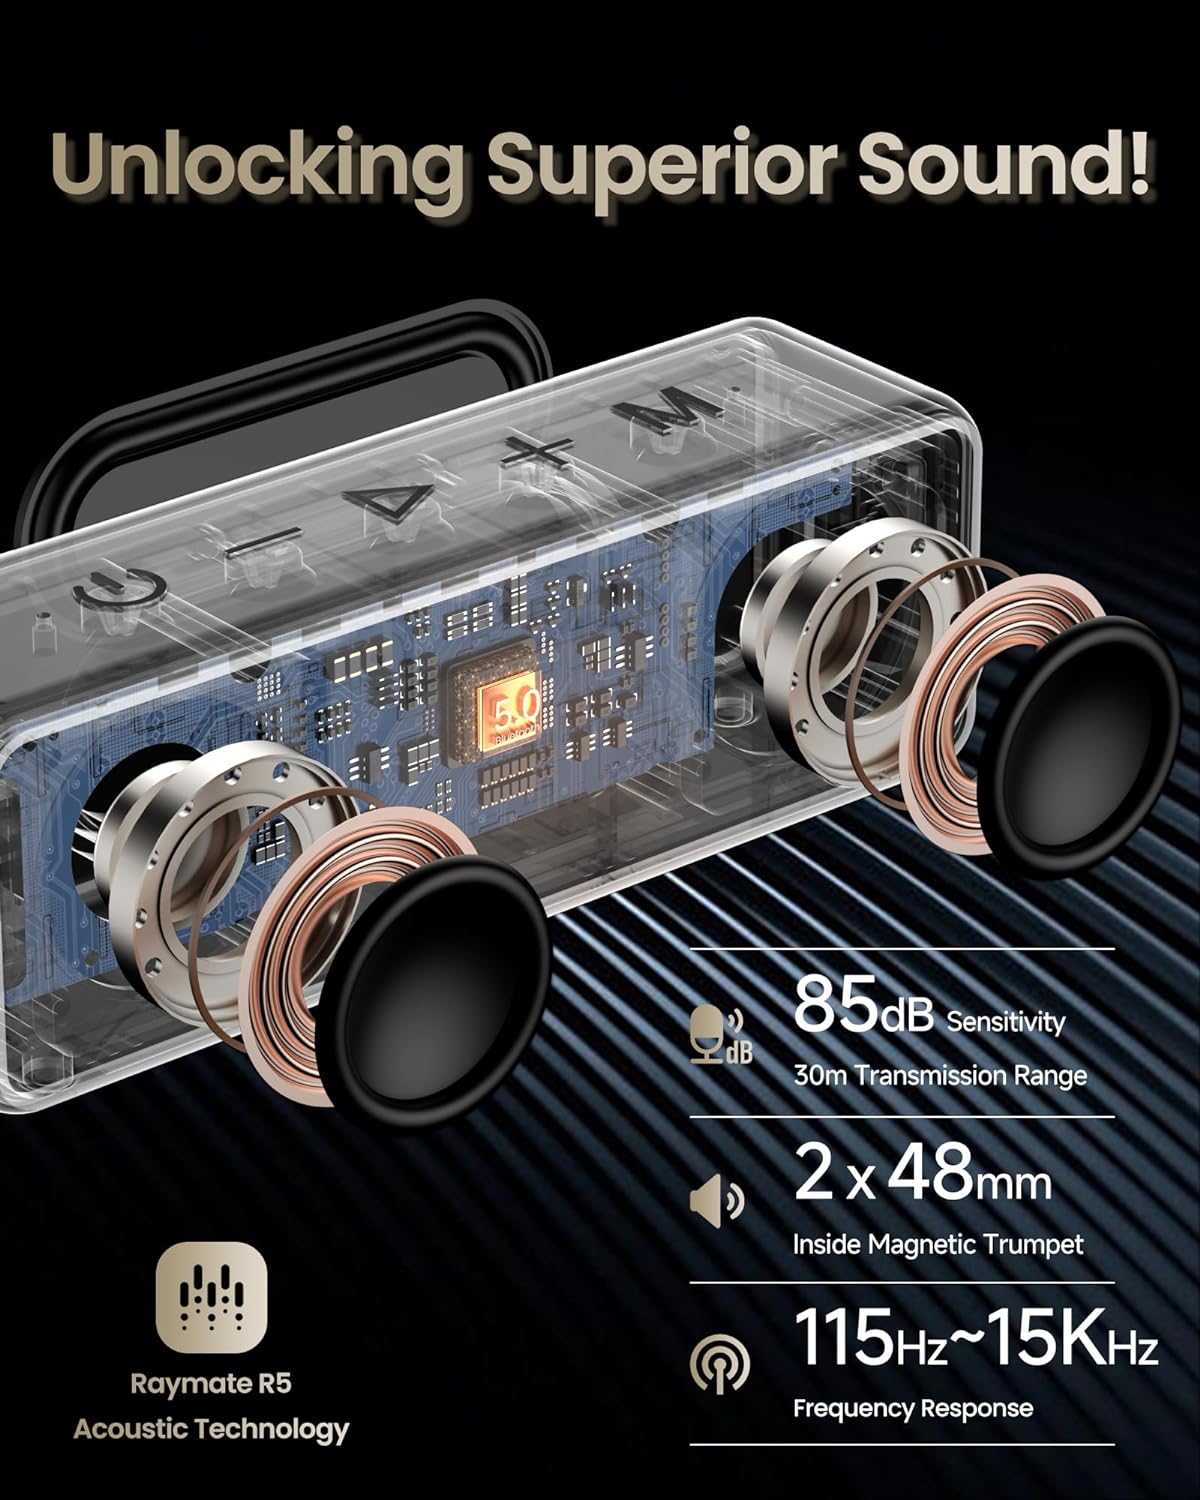 Unlocking Superior Sound!
M
5.0
Bluetooth
85dB Sensitivity
dB
30m Transmission Range
2 x 48mm
Inside Magnetic Trumpet
115Hz~15KHz
Frequency Response
Raymate R5
Acoustic Technology